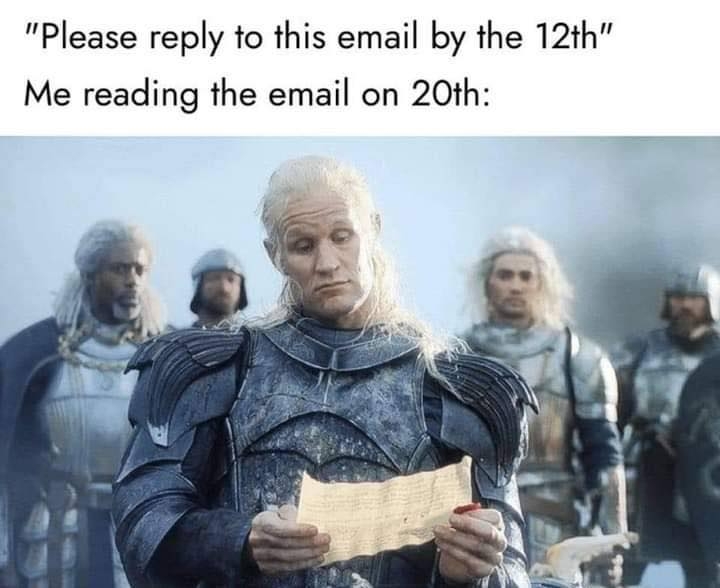 "Please reply to this email by the 12th"
Me reading the email on 20th: